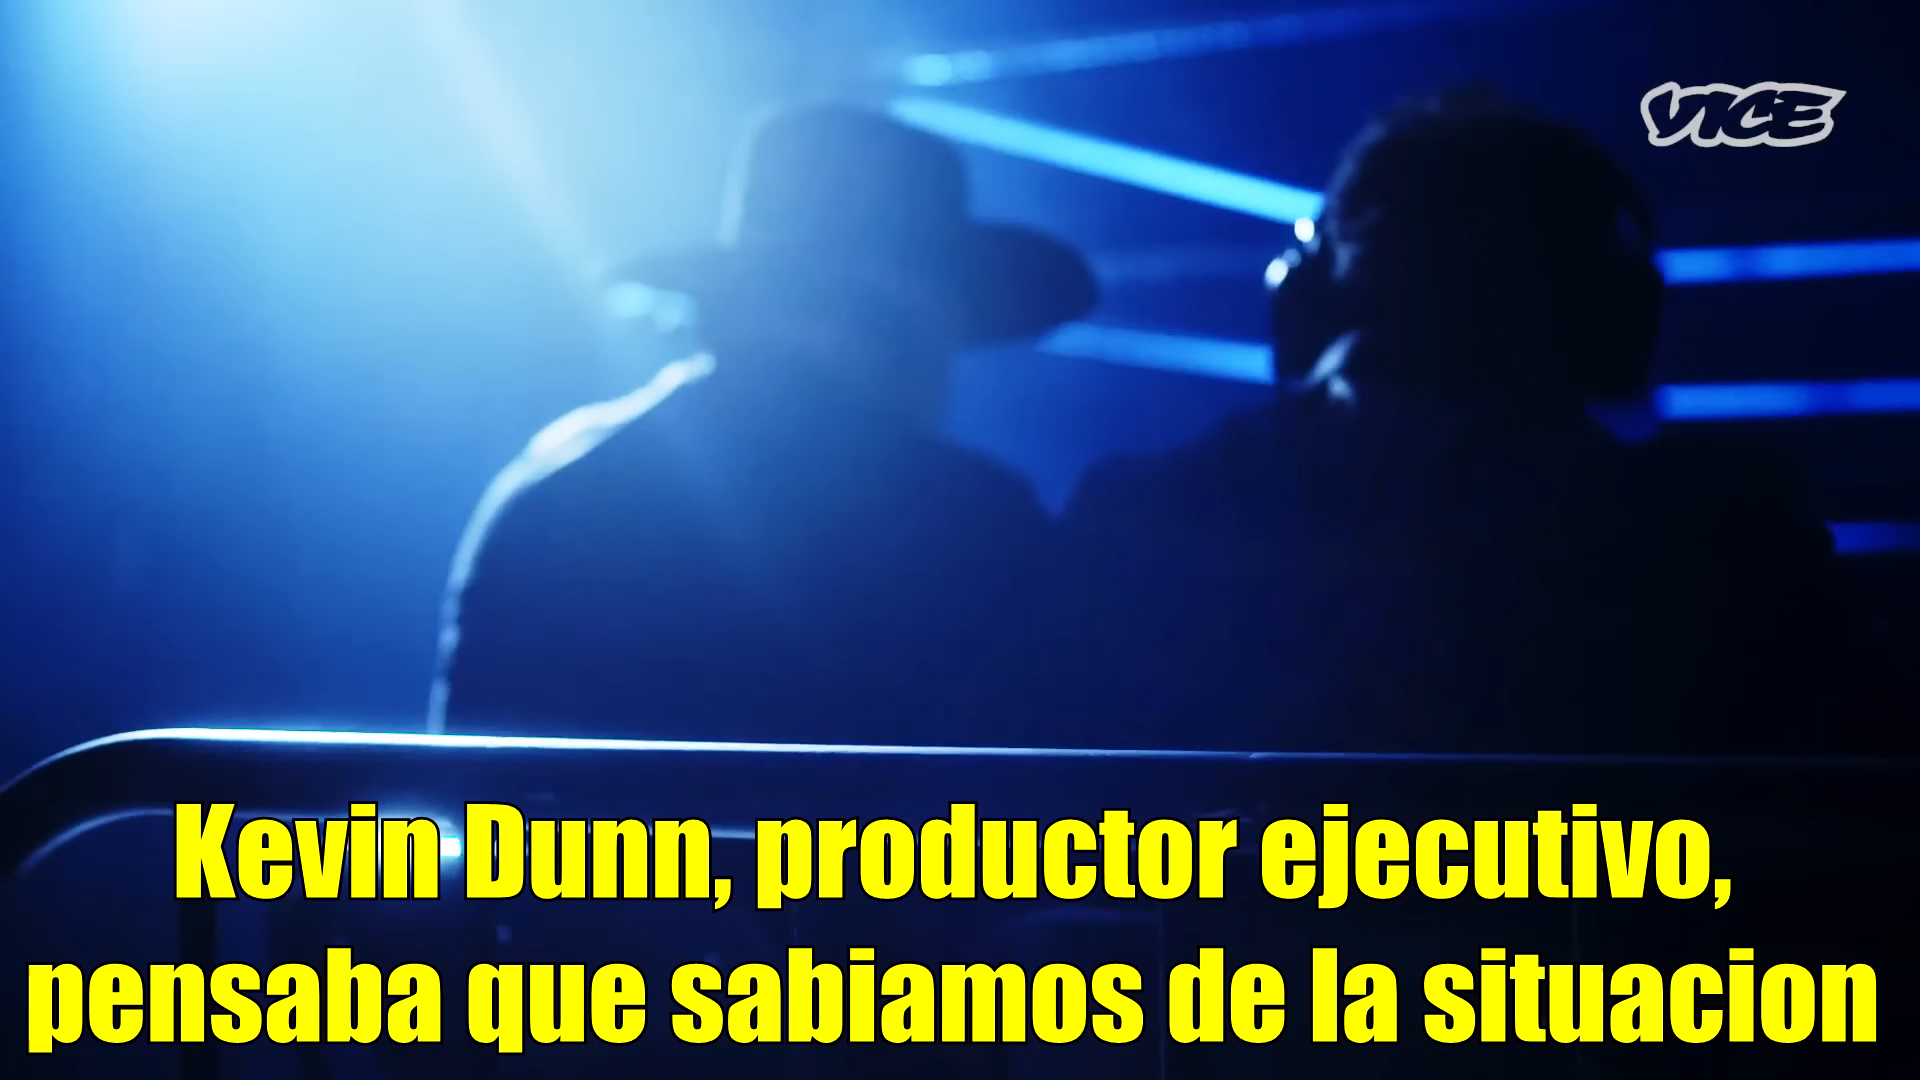 VICE
Kevin Dunn, productor ejecutivo,
pensaba que sabiamos de la situacion